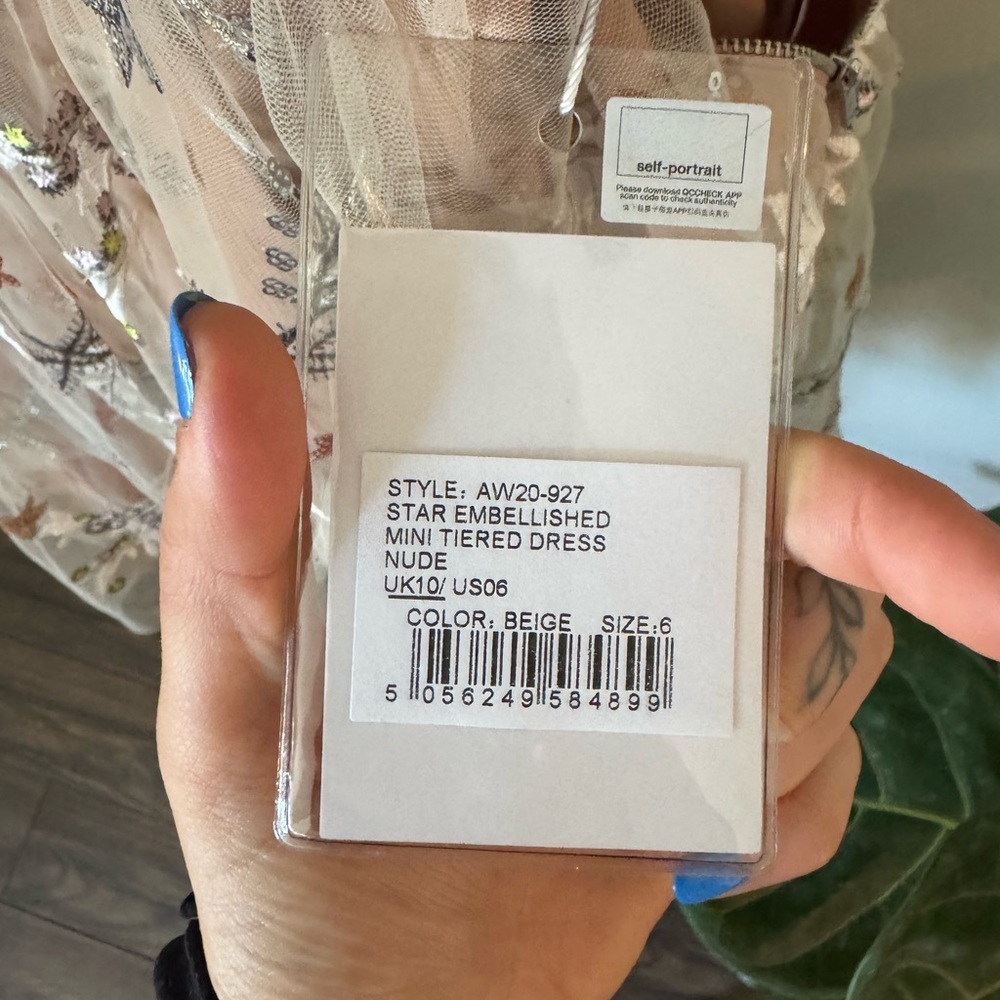 self-portrait
Please download QCCHECK APP
scan code to check authenticity
STYLE: AW20-927
STAR EMBELLISHED
MINI TIERED DRESS
NUDE
UK10/ US06
COLOR: BEIGE SIZE:6
5 056249 584899